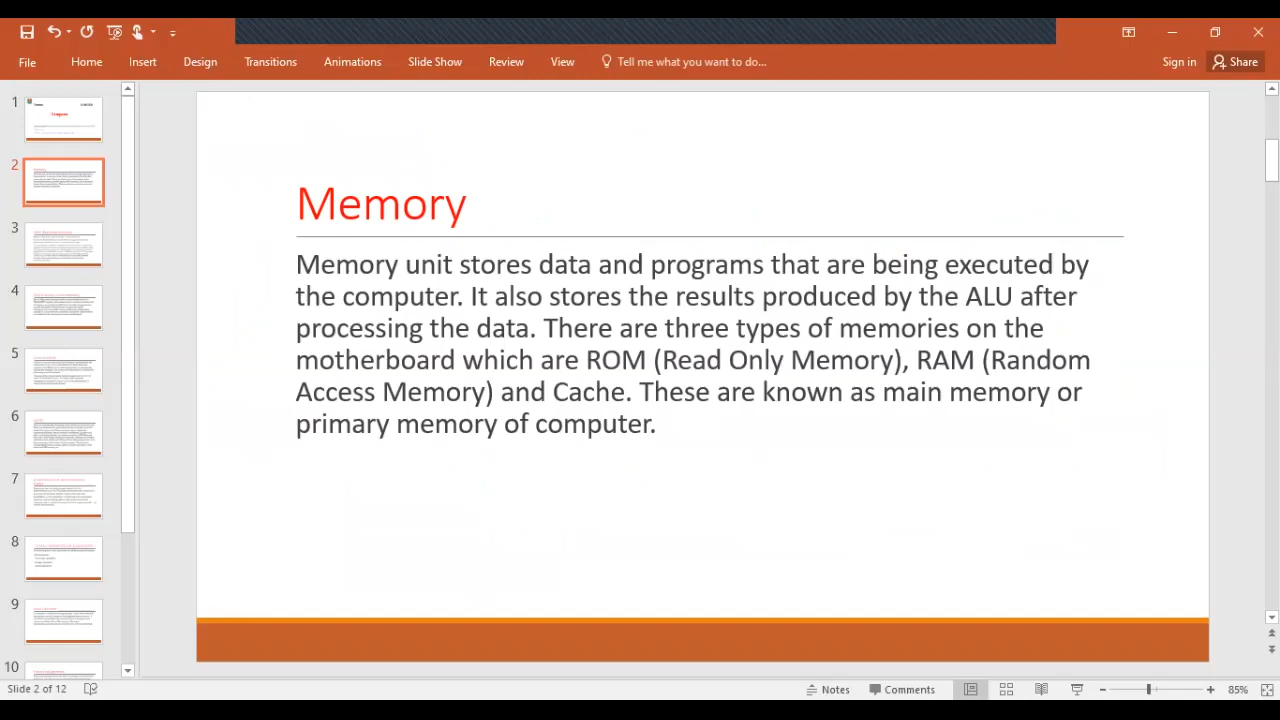 File Home Insert Design Transitions Animations Slide Show Review View Tell me what you want to do... Sign in Share
1
2
3
4
5
6
7
8
9
10
Memory
Memory unit stores data and programs that are being executed by
the computer. It also stores the results produced by the ALU after
processing the data. There are three types of memories on the
motherboard which are ROM (Read Only Memory), RAM (Random
Access Memory) and Cache. These are known as main memory or
primary memory of computer.
Slide 2 of 12 Notes Comments 85%